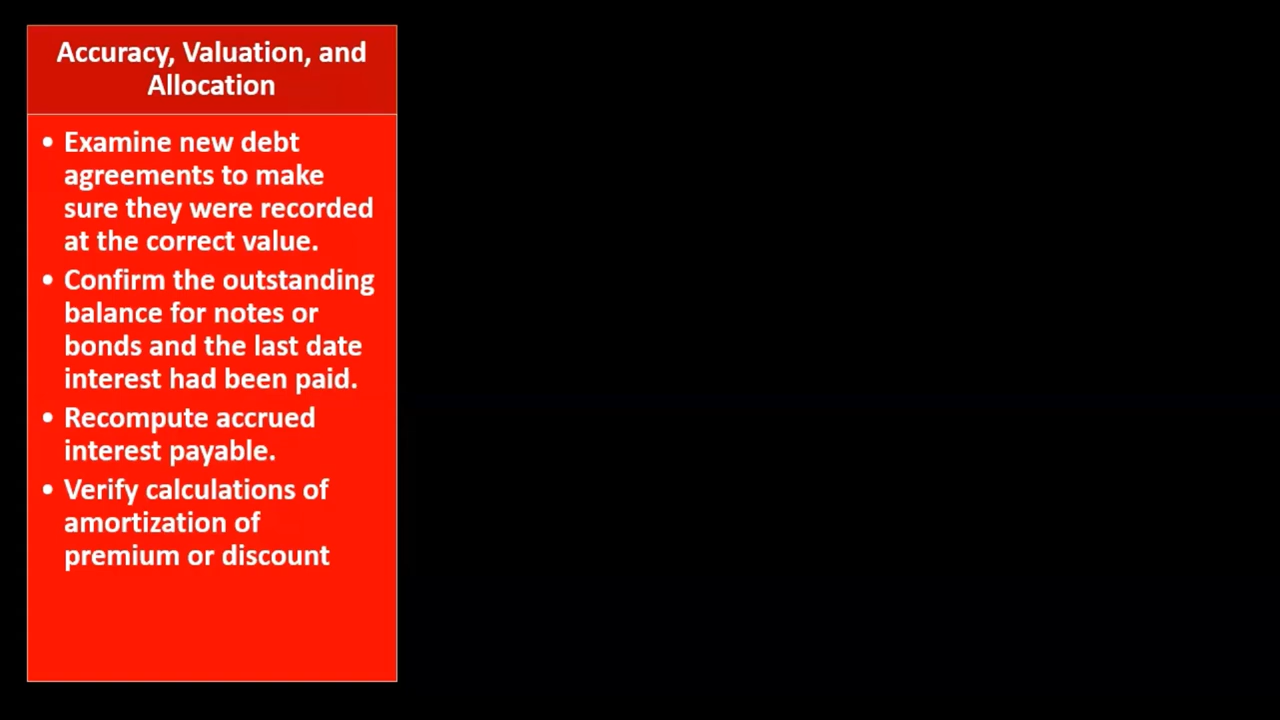 Accuracy, Valuation, and
Allocation
• Examine new debt
agreements to make
sure they were recorded
at the correct value.
• Confirm the outstanding
balance for notes or
bonds and the last date
interest had been paid.
• Recompute accrued
interest payable.
• Verify calculations of
amortization of
premium or discount